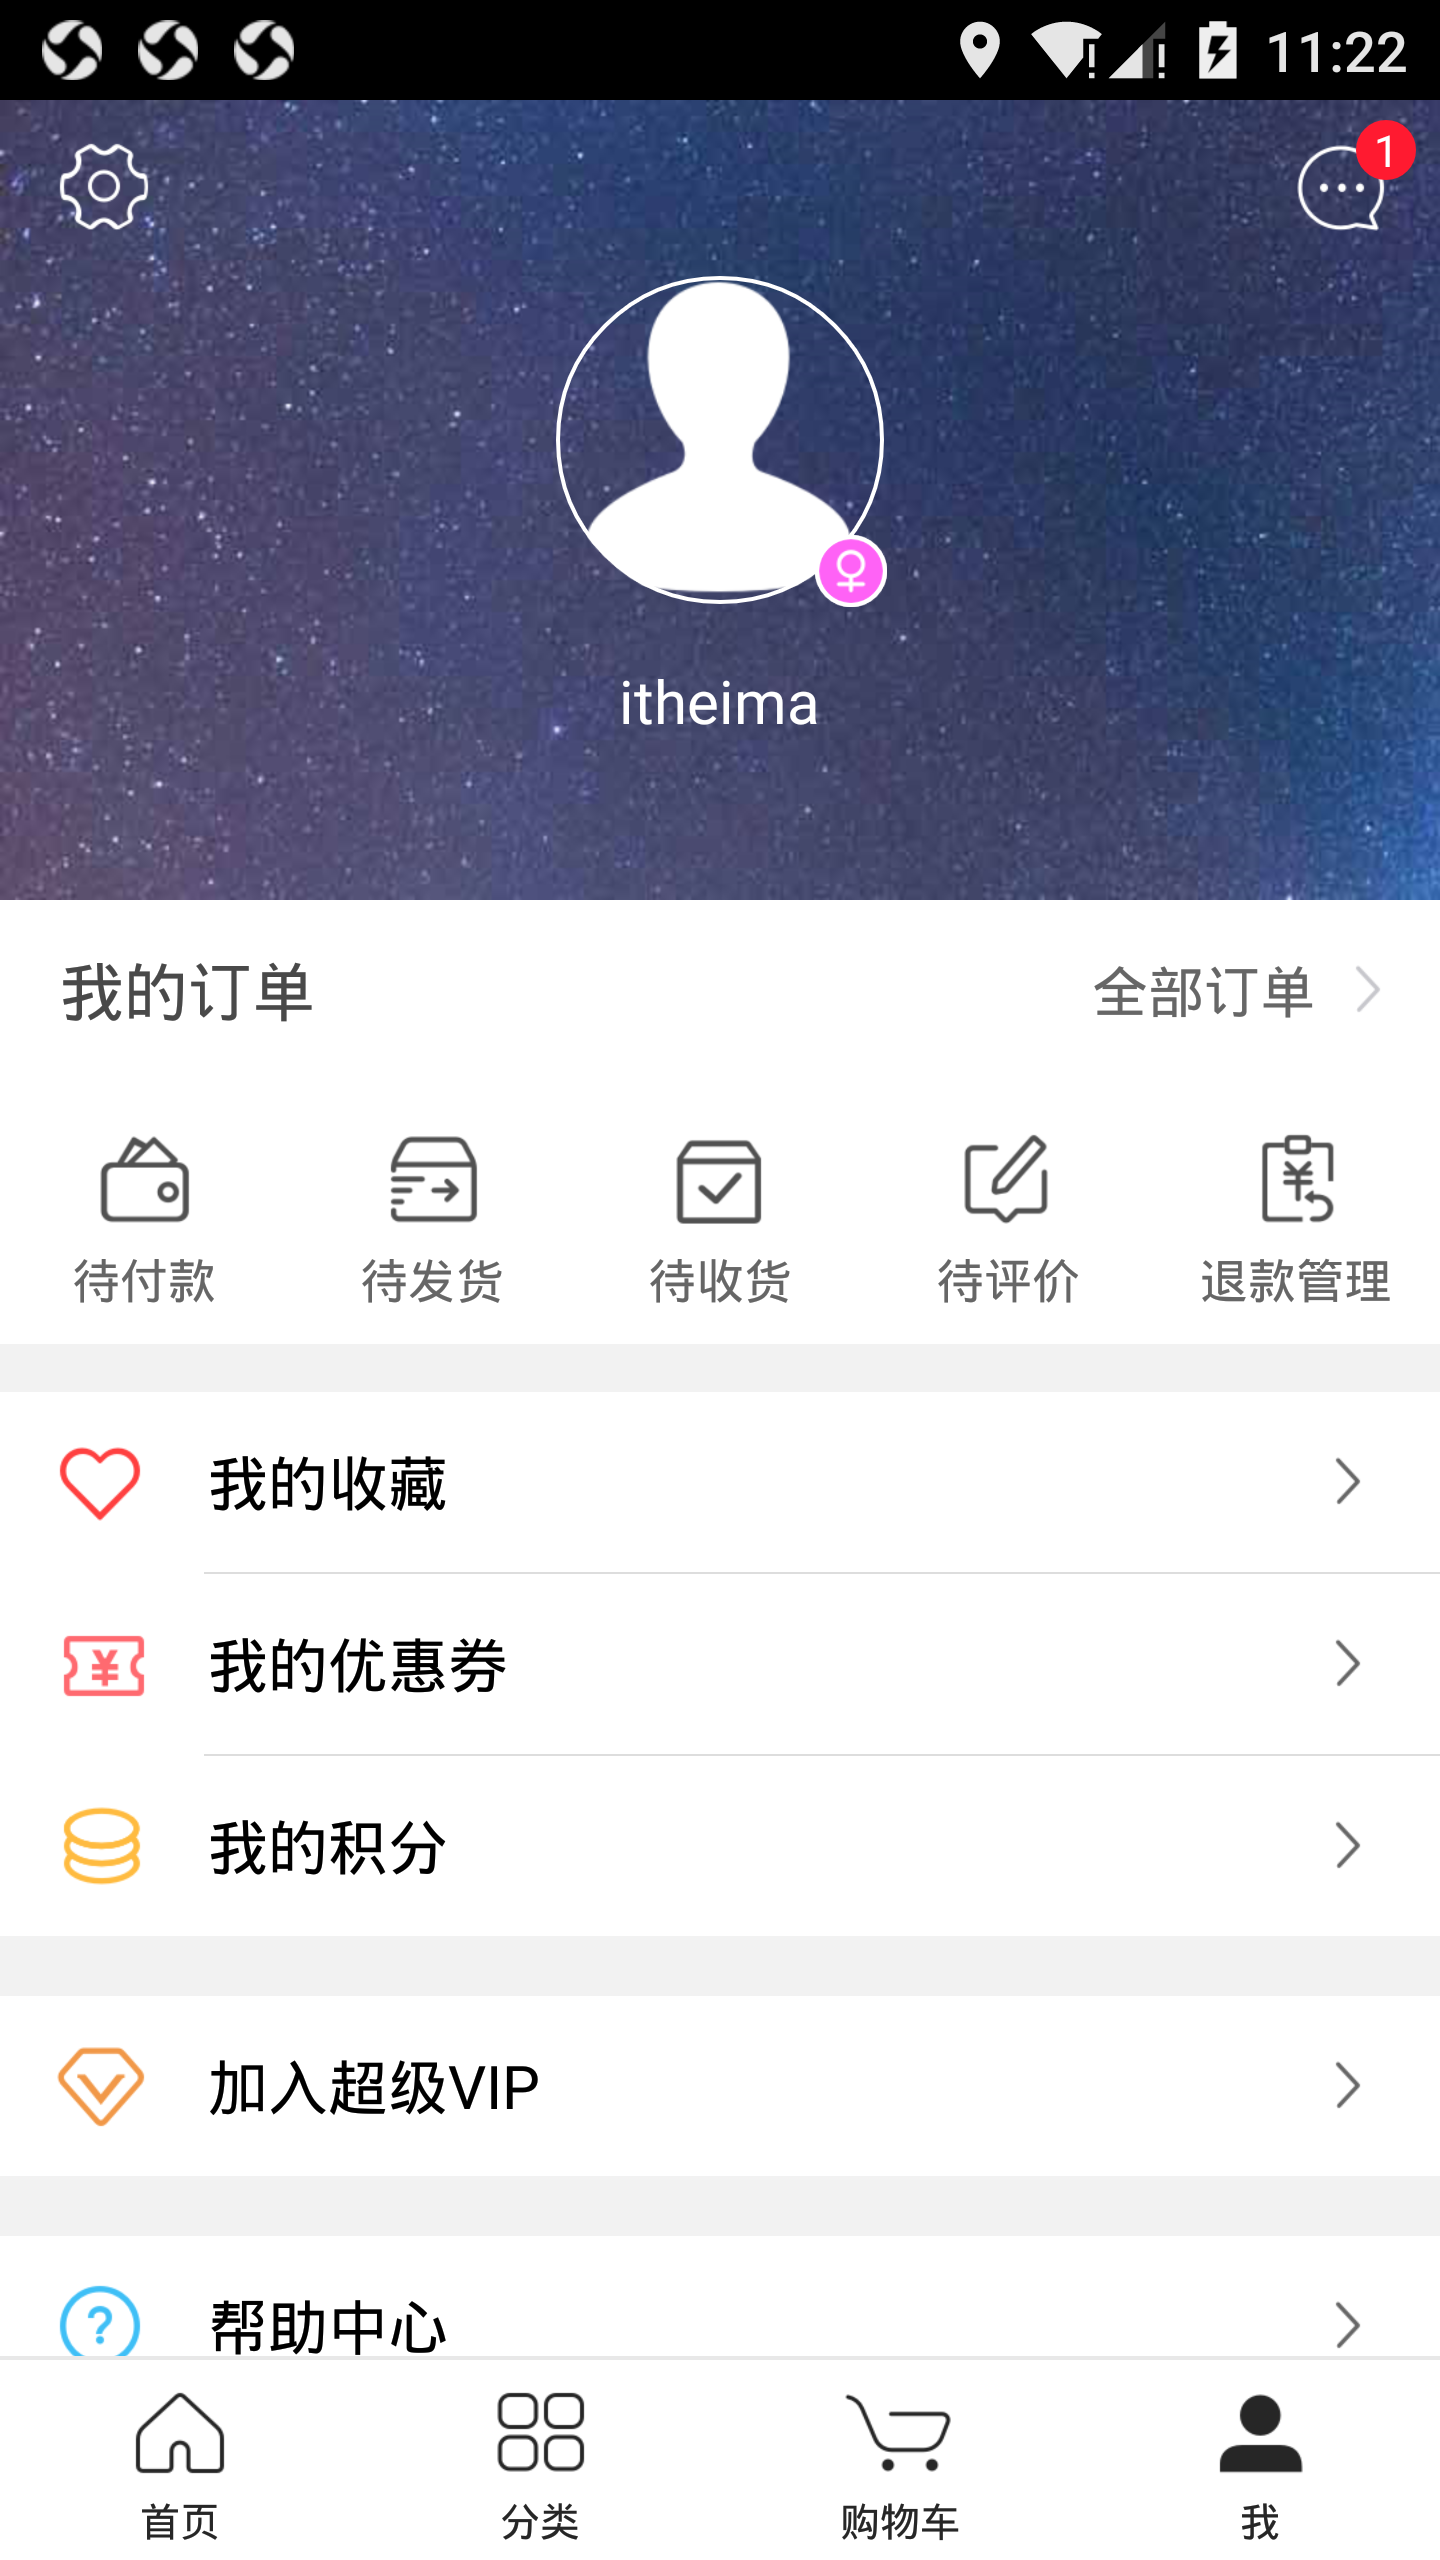 11:22
1
itheima
我的订单
全部订单
待付款 待发货 待收货 待评价 退款管理
我的收藏
我的优惠券
我的积分
加入超级VIP
帮助中心
首页 分类 购物车 我